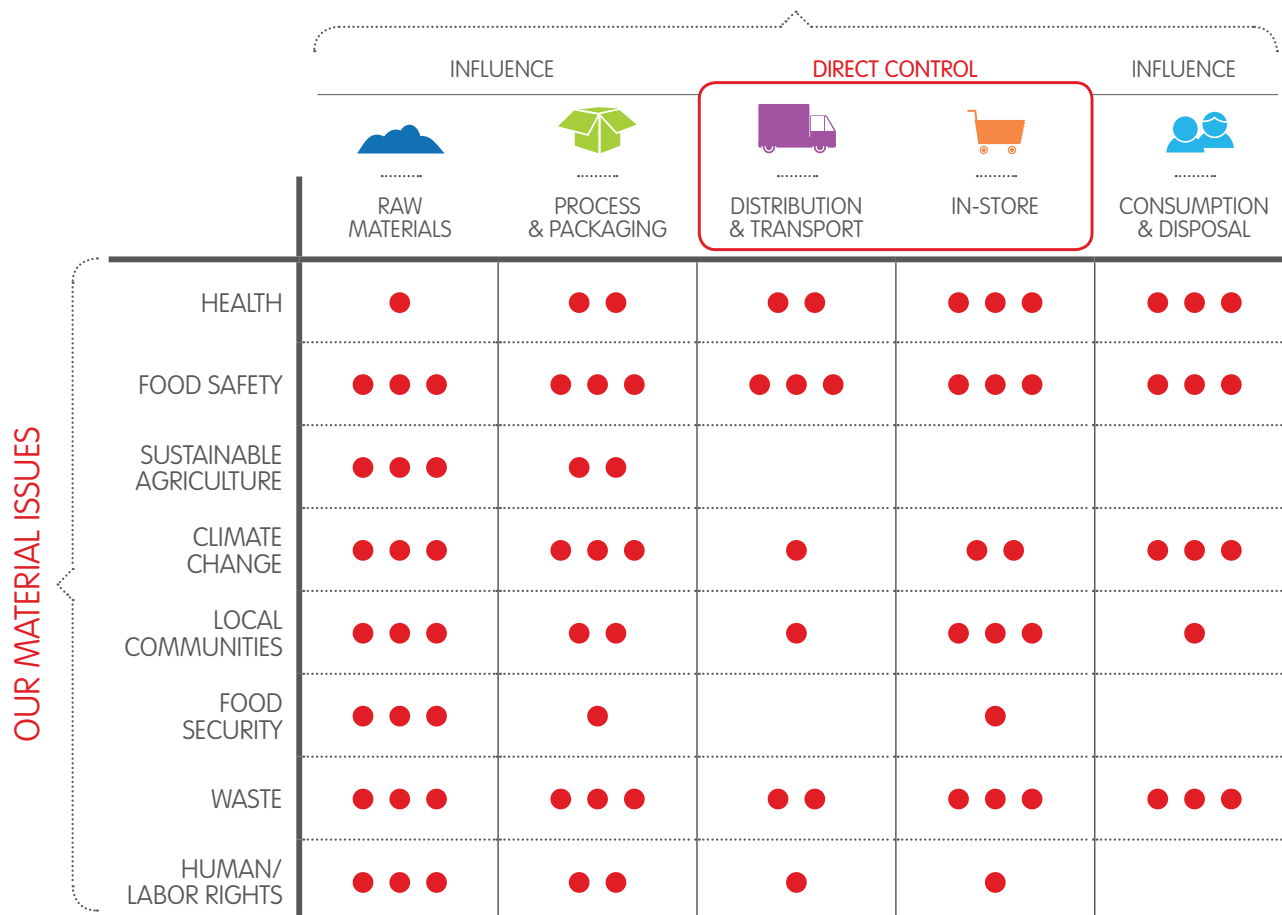 INFLUENCE
DIRECT CONTROL
INFLUENCE
RAW
MATERIALS
PROCESS
& PACKAGING
DISTRIBUTION
& TRANSPORT
IN-STORE
CONSUMPTION
& DISPOSAL
OUR MATERIAL ISSUES
HEALTH
FOOD SAFETY
SUSTAINABLE
AGRICULTURE
CLIMATE
CHANGE
LOCAL
COMMUNITIES
FOOD
SECURITY
WASTE
HUMAN/
LABOR RIGHTS